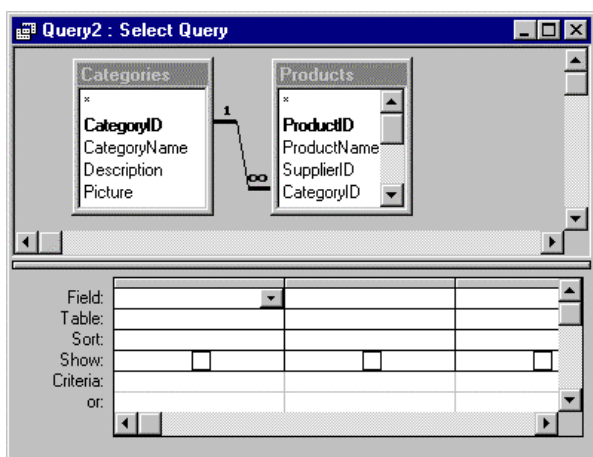 Query2 : Select Query
Categories
*
CategoryID
CategoryName
Description
Picture
1
∞
Products
*
ProductID
ProductName
SupplierID
CategoryID
Field:
Table:
Sort:
Show:
Criteria:
or: